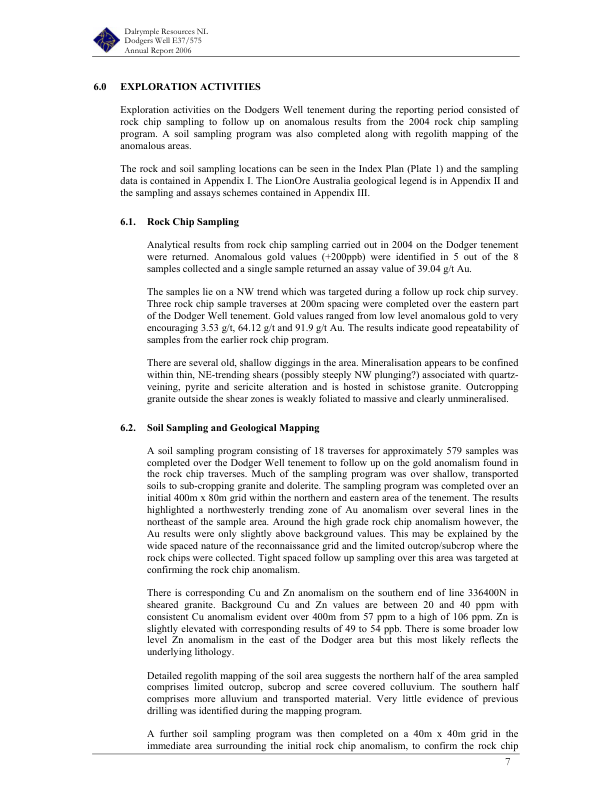 Dalrymple Resources NL
Dodgers Well E37/575
Annual Report 2006
6.0 EXPLORATION ACTIVITIES
Exploration activities on the Dodgers Well tenement during the reporting period consisted of
rock chip sampling to follow up on anomalous results from the 2004 rock chip sampling
program. A soil sampling program was also completed along with regolith mapping of the
anomalous areas.
The rock and soil sampling locations can be seen in the Index Plan (Plate 1) and the sampling
data is contained in Appendix I. The LionOre Australia geological legend is in Appendix II and
the sampling and assays schemes contained in Appendix III.
6.1. Rock Chip Sampling
Analytical results from rock chip sampling carried out in 2004 on the Dodger tenement
were returned. Anomalous gold values (+200ppb) were identified in 5 out of the 8
samples collected and a single sample returned an assay value of 39.04 g/t Au.
The samples lie on a NW trend which was targeted during a follow up rock chip survey.
Three rock chip sample traverses at 200m spacing were completed over the eastern part
of the Dodger Well tenement. Gold values ranged from low level anomalous gold to very
encouraging 3.53 g/t, 64.12 g/t and 91.9 g/t Au. The results indicate good repeatability of
samples from the earlier rock chip program.
There are several old, shallow diggings in the area. Mineralisation appears to be confined
within thin, NE-trending shears (possibly steeply NW plunging?) associated with quartz-
veining, pyrite and sericite alteration and is hosted in schistose granite. Outcropping
granite outside the shear zones is weakly foliated to massive and clearly unmineralised.
6.2. Soil Sampling and Geological Mapping
A soil sampling program consisting of 18 traverses for approximately 579 samples was
completed over the Dodger Well tenement to follow up on the gold anomalism found in
the rock chip traverses. Much of the sampling program was over shallow, transported
soils to sub-cropping granite and dolerite. The sampling program was completed over an
initial 400m x 80m grid within the northern and eastern area of the tenement. The results
highlighted a northwesterly trending zone of Au anomalism over several lines in the
northeast of the sample area. Around the high grade rock chip anomalism however, the
Au results were only slightly above background values. This may be explained by the
wide spaced nature of the reconnaissance grid and the limited outcrop/subcrop where the
rock chips were collected. Tight spaced follow up sampling over this area was targeted at
confirming the rock chip anomalism.
There is corresponding Cu and Zn anomalism on the southern end of line 336400N in
sheared granite. Background Cu and Zn values are between 20 and 40 ppm with
consistent Cu anomalism evident over 400m from 57 ppm to a high of 106 ppm. Zn is
slightly elevated with corresponding results of 49 to 54 ppb. There is some broader low
level Zn anomalism in the east of the Dodger area but this most likely reflects the
underlying lithology.
Detailed regolith mapping of the soil area suggests the northern half of the area sampled
comprises limited outcrop, subcrop and scree covered colluvium. The southern half
comprises more alluvium and transported material. Very little evidence of previous
drilling was identified during the mapping program.
A further soil sampling program was then completed on a 40m x 40m grid in the
immediate area surrounding the initial rock chip anomalism, to confirm the rock chip
7